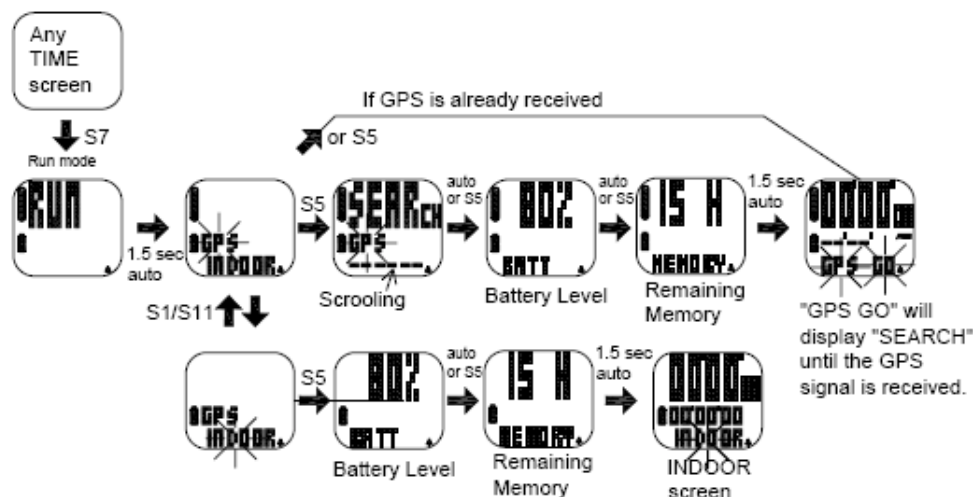 Any
TIME
screen
If GPS is already received
S7
or S5
Run mode
RUN
1.5 sec
auto
GPS
INDOOR
S5
SEARCH
GPS
Scrooling
auto
or S5
80%
BATT
Battery Level
auto
or S5
15 H
MEMORY
Remaining
Memory
1.5 sec
auto
0000
GPS GO
"GPS GO" will
display "SEARCH"
until the GPS
signal is received.
S1/S11
GPS
INDOOR
S5
80%
BATT
Battery Level
auto
or S5
15 H
MEMORY
Remaining
Memory
1.5 sec
auto
0000
00'00'00
INDOOR
INDOOR
screen